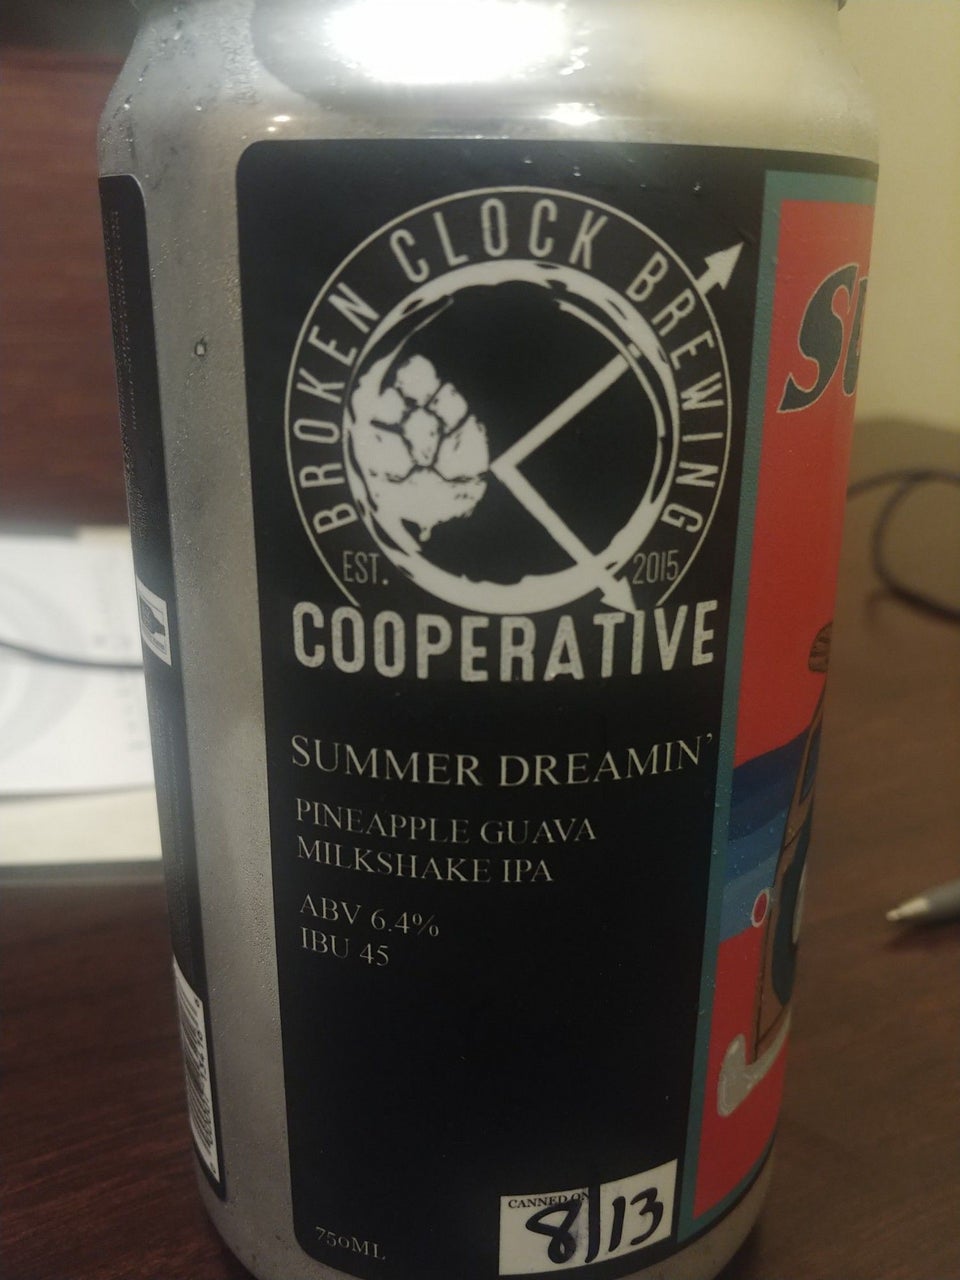 BROKEN CLOCK BREWING
EST. 2015
COOPERATIVE
SUMMER DREAMIN'
PINEAPPLE GUAVA
MILKSHAKE IPA
ABV 6.4%
IBU 45
CANNED ON
8/13
750ML